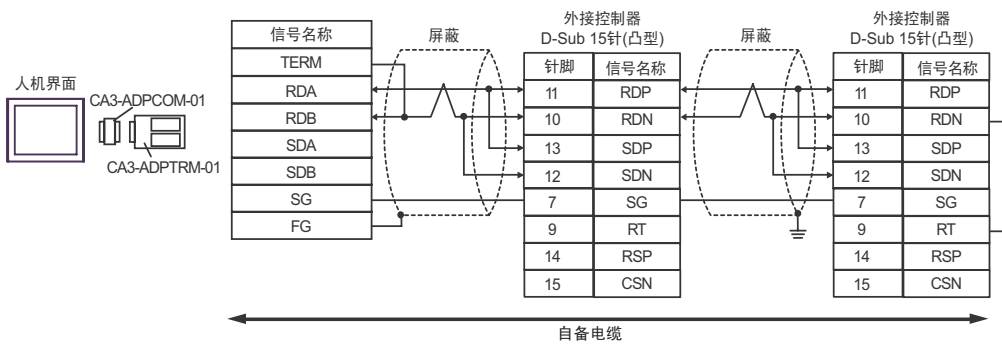 人机界面
CA3-ADPCOM-01
CA3-ADPTRM-01
信号名称
TERM
RDA
RDB
SDA
SDB
SG
FG
屏蔽
外接控制器
D-Sub 15针(凸型)
针脚 信号名称
11 RDP
10 RDN
13 SDP
12 SDN
7 SG
9 RT
14 RSP
15 CSN
屏蔽
外接控制器
D-Sub 15针(凸型)
针脚 信号名称
11 RDP
10 RDN
13 SDP
12 SDN
7 SG
9 RT
14 RSP
15 CSN
自备电缆